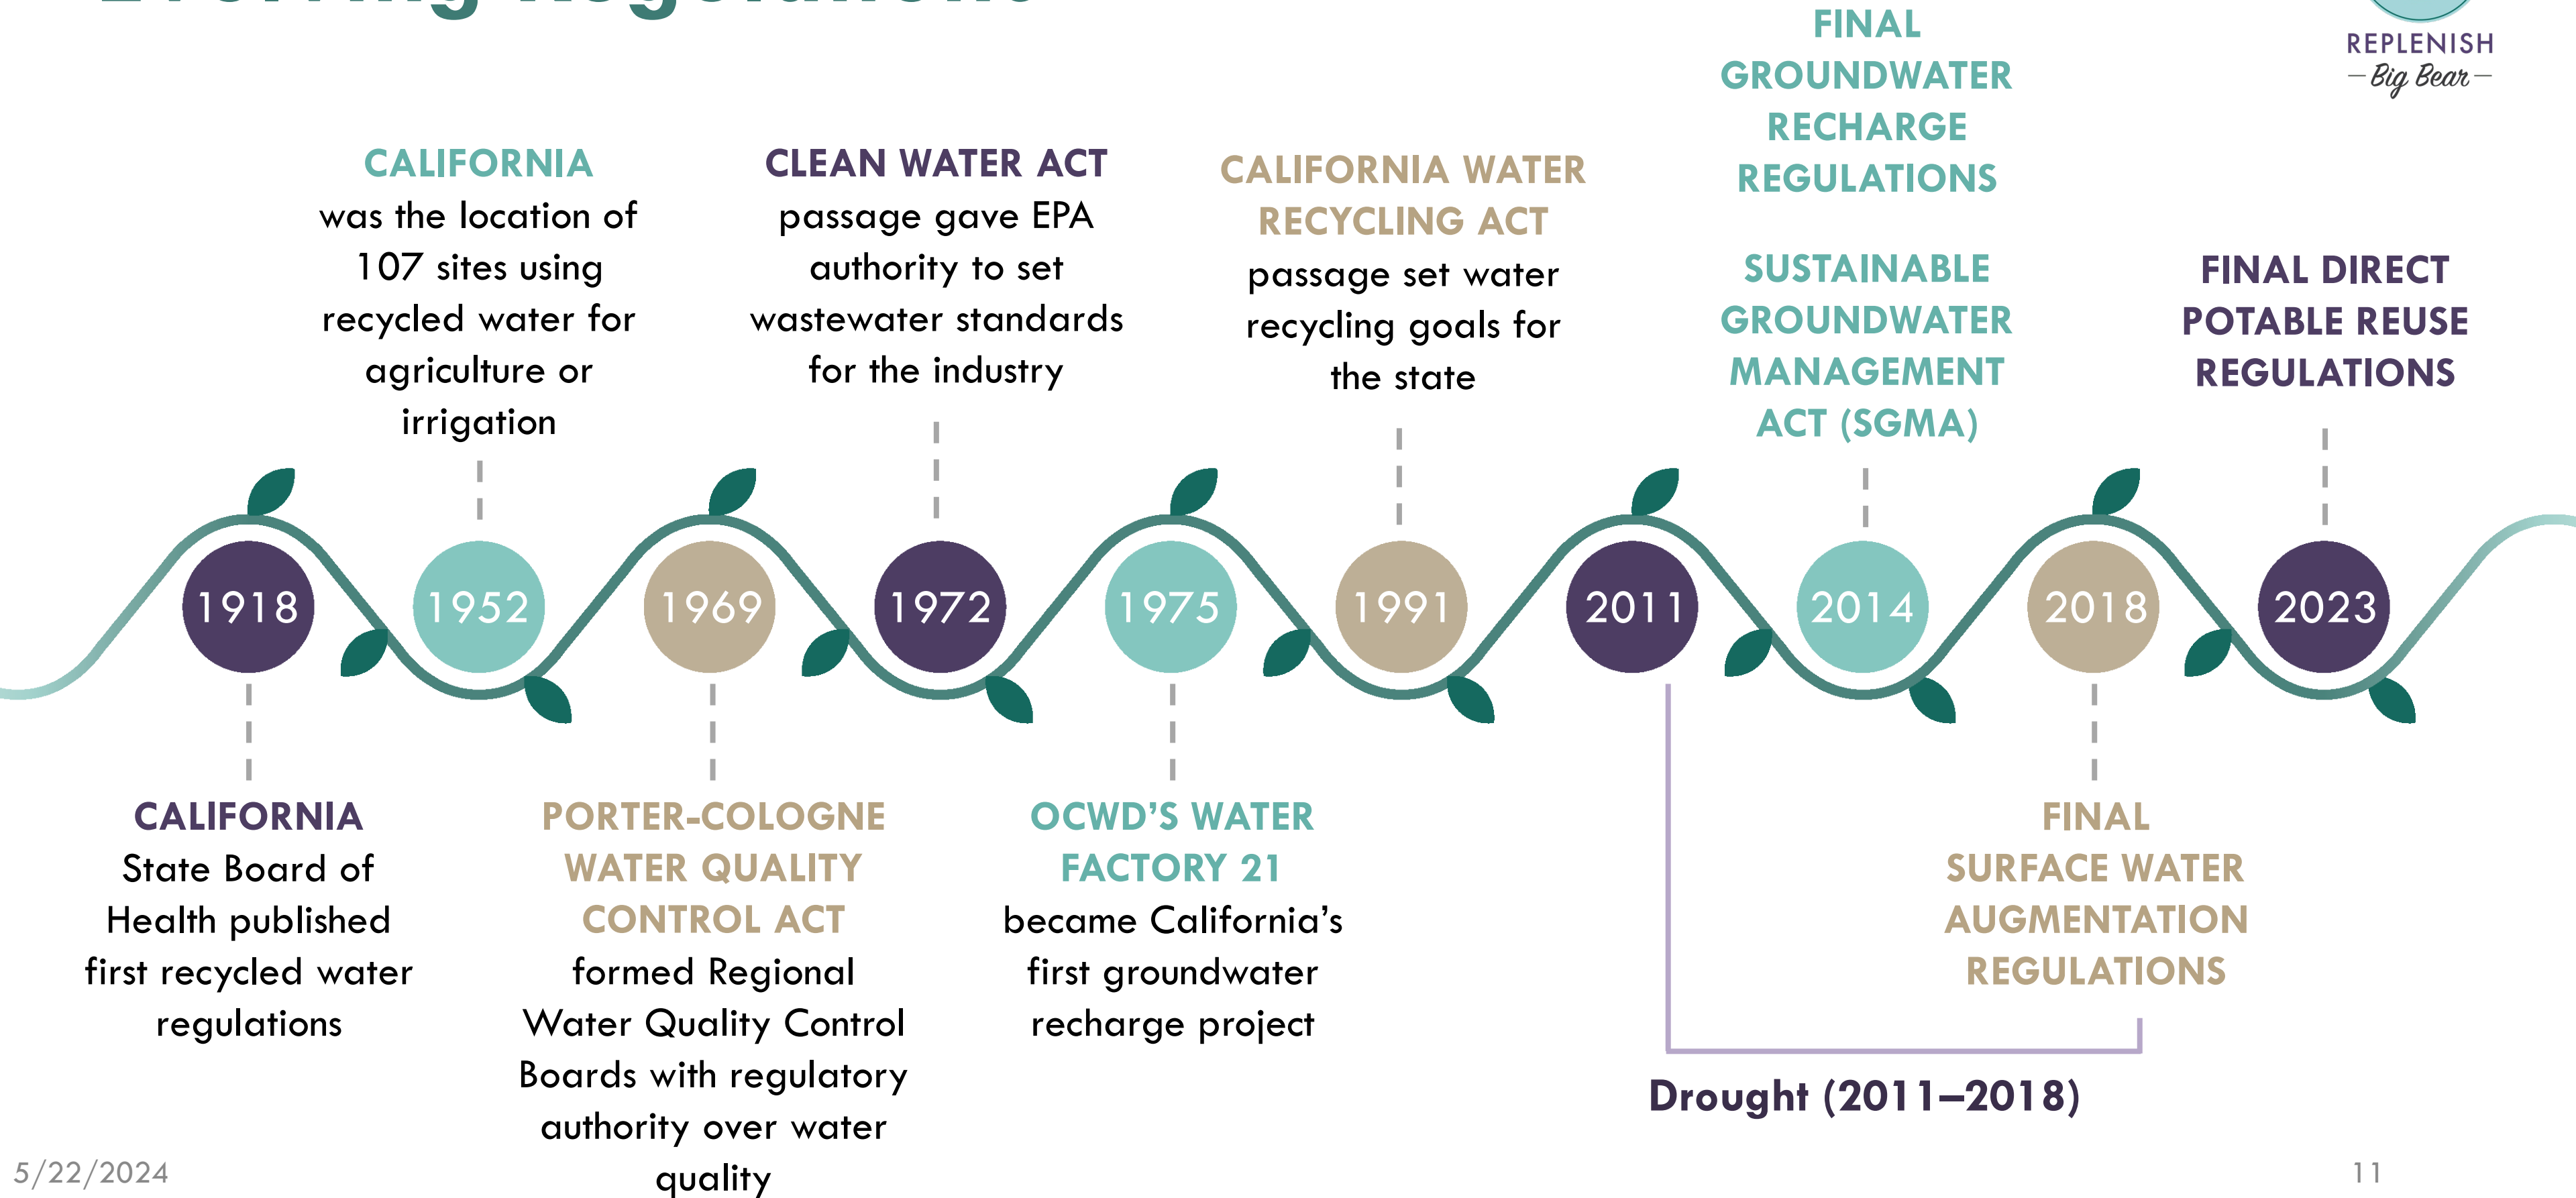 Evolving Regulations
REPLENISH
Big Bear
CALIFORNIA
was the location of
107 sites using
recycled water for
agriculture or
irrigation
CLEAN WATER ACT
passage gave EPA
authority to set
wastewater standards
for the industry
CALIFORNIA WATER
RECYCLING ACT
passage set water
recycling goals for
the state
FINAL
GROUNDWATER
RECHARGE
REGULATIONS
SUSTAINABLE
GROUNDWATER
MANAGEMENT
ACT (SGMA)
FINAL DIRECT
POTABLE REUSE
REGULATIONS
1918
1952
1969
1972
1975
1991
2011
2014
2018
2023
CALIFORNIA
State Board of
Health published
first recycled water
regulations
PORTER-COLOGNE
WATER QUALITY
CONTROL ACT
formed Regional
Water Quality Control
Boards with regulatory
authority over water
quality
OCWD’S WATER
FACTORY 21
became California’s
first groundwater
recharge project
FINAL
SURFACE WATER
AUGMENTATION
REGULATIONS
Drought (2011–2018)
5/22/2024
11